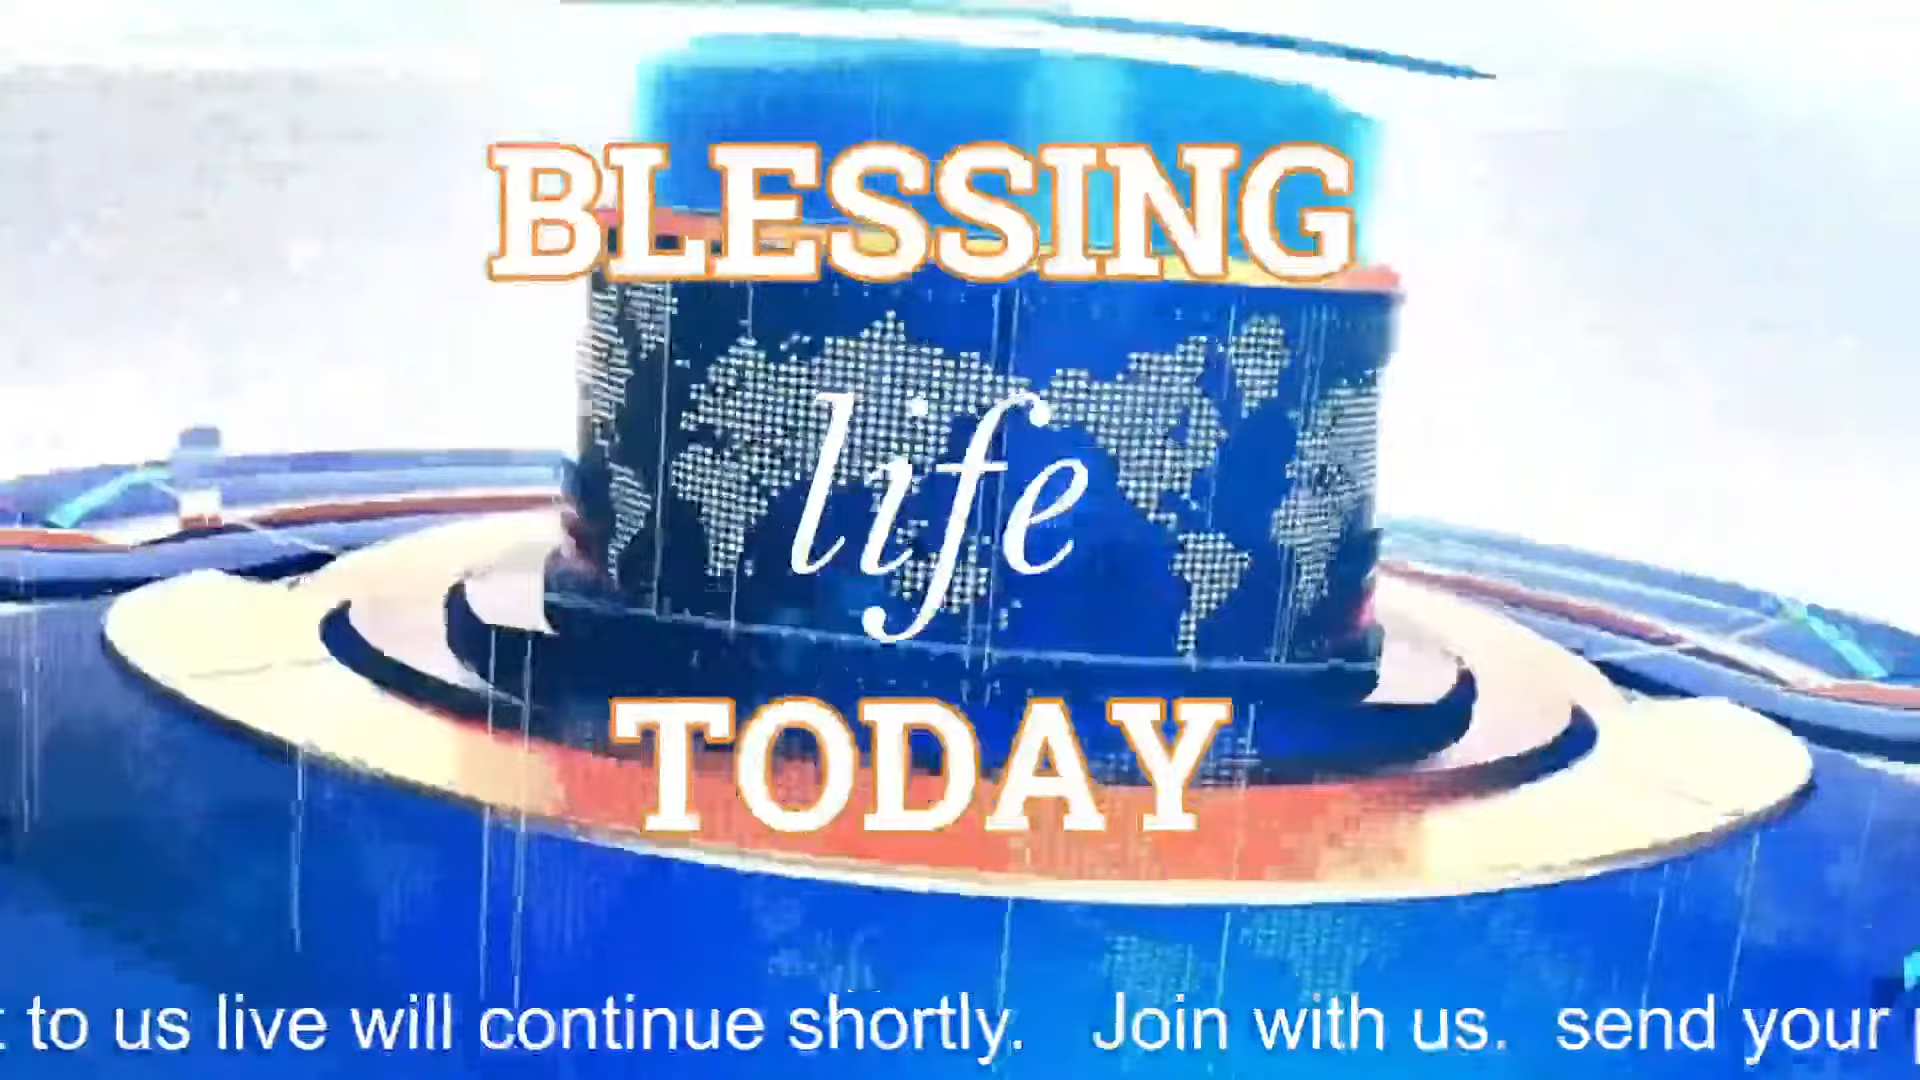 BLESSING
life
TODAY
to us live will continue shortly. Join with us. send your